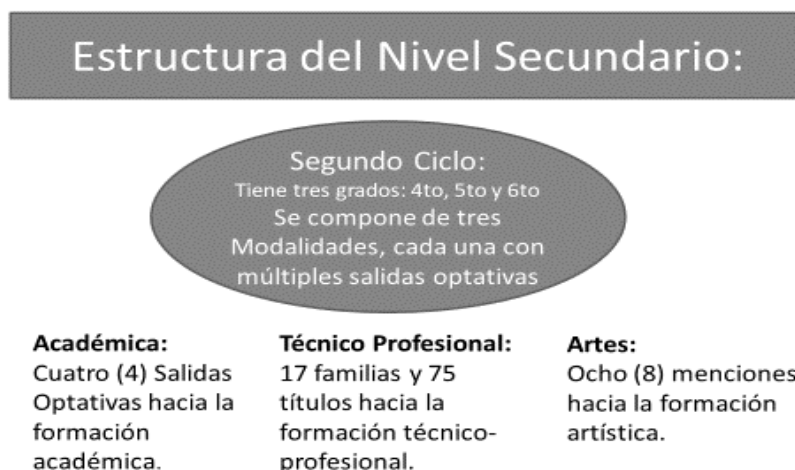 Estructura del Nivel Secundario:
Segundo Ciclo:
Tiene tres grados: 4to, 5to y 6to
Se compone de tres
Modalidades, cada una con
múltiples salidas optativas
Académica:
Cuatro (4) Salidas
Optativas hacia la
formación
académica.
Técnico Profesional:
17 familias y 75
títulos hacia la
formación técnico-
profesional.
Artes:
Ocho (8) menciones
hacia la formación
artística.